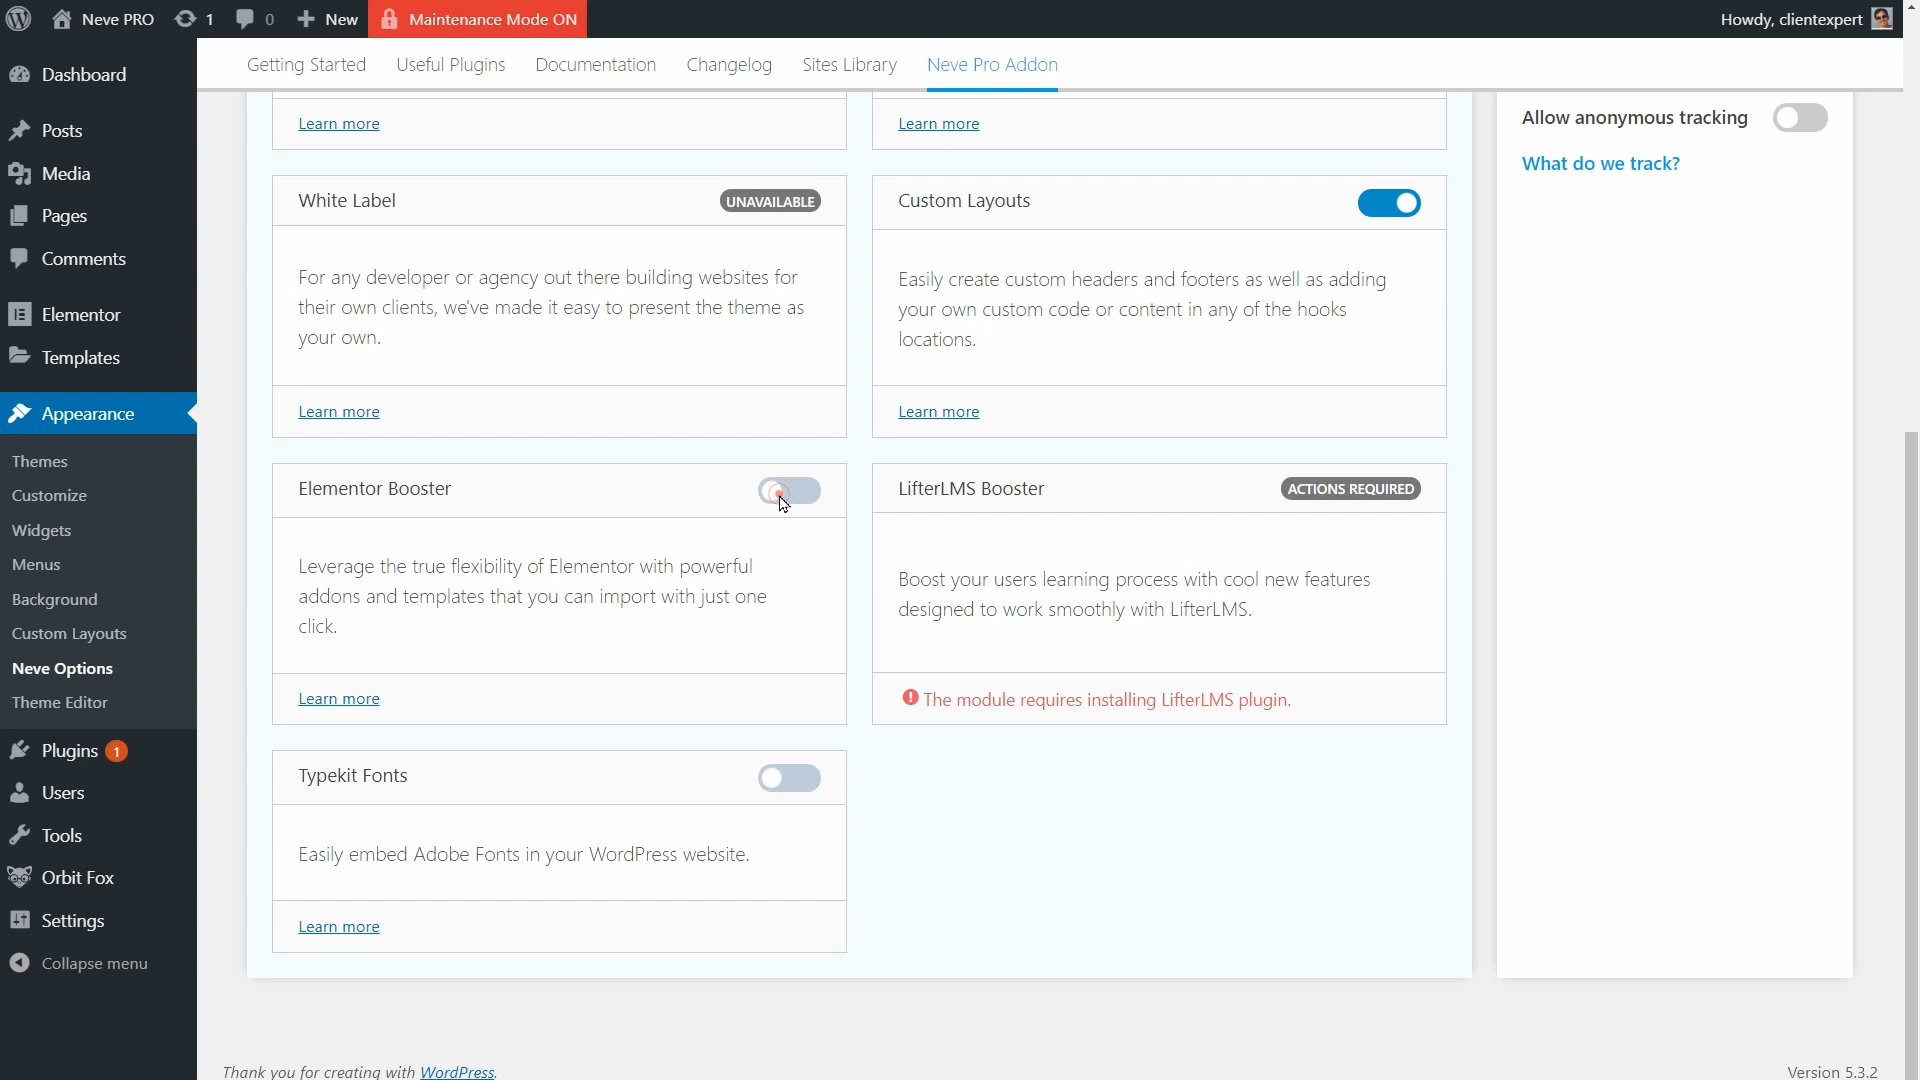 Neve PRO
1
0
New
Maintenance Mode ON
Howdy, clientexpert
Dashboard
Posts
Media
Pages
Comments
Elementor
Templates
Appearance
Themes
Customize
Widgets
Menus
Background
Custom Layouts
Neve Options
Theme Editor
Plugins 1
Users
Tools
Orbit Fox
Settings
Collapse menu
Getting Started
Useful Plugins
Documentation
Changelog
Sites Library
Neve Pro Addon
Learn more
Learn more
White Label
UNAVAILABLE
For any developer or agency out there building websites for
their own clients, we've made it easy to present the theme as
your own.
Learn more
Custom Layouts
Easily create custom headers and footers as well as adding
your own custom code or content in any of the hooks
locations.
Learn more
Elementor Booster
Leverage the true flexibility of Elementor with powerful
addons and templates that you can import with just one
click.
Learn more
LifterLMS Booster
ACTIONS REQUIRED
Boost your users learning process with cool new features
designed to work smoothly with LifterLMS.
The module requires installing LifterLMS plugin.
Typekit Fonts
Easily embed Adobe Fonts in your WordPress website.
Learn more
Allow anonymous tracking
What do we track?
Thank you for creating with WordPress.
Version 5.3.2